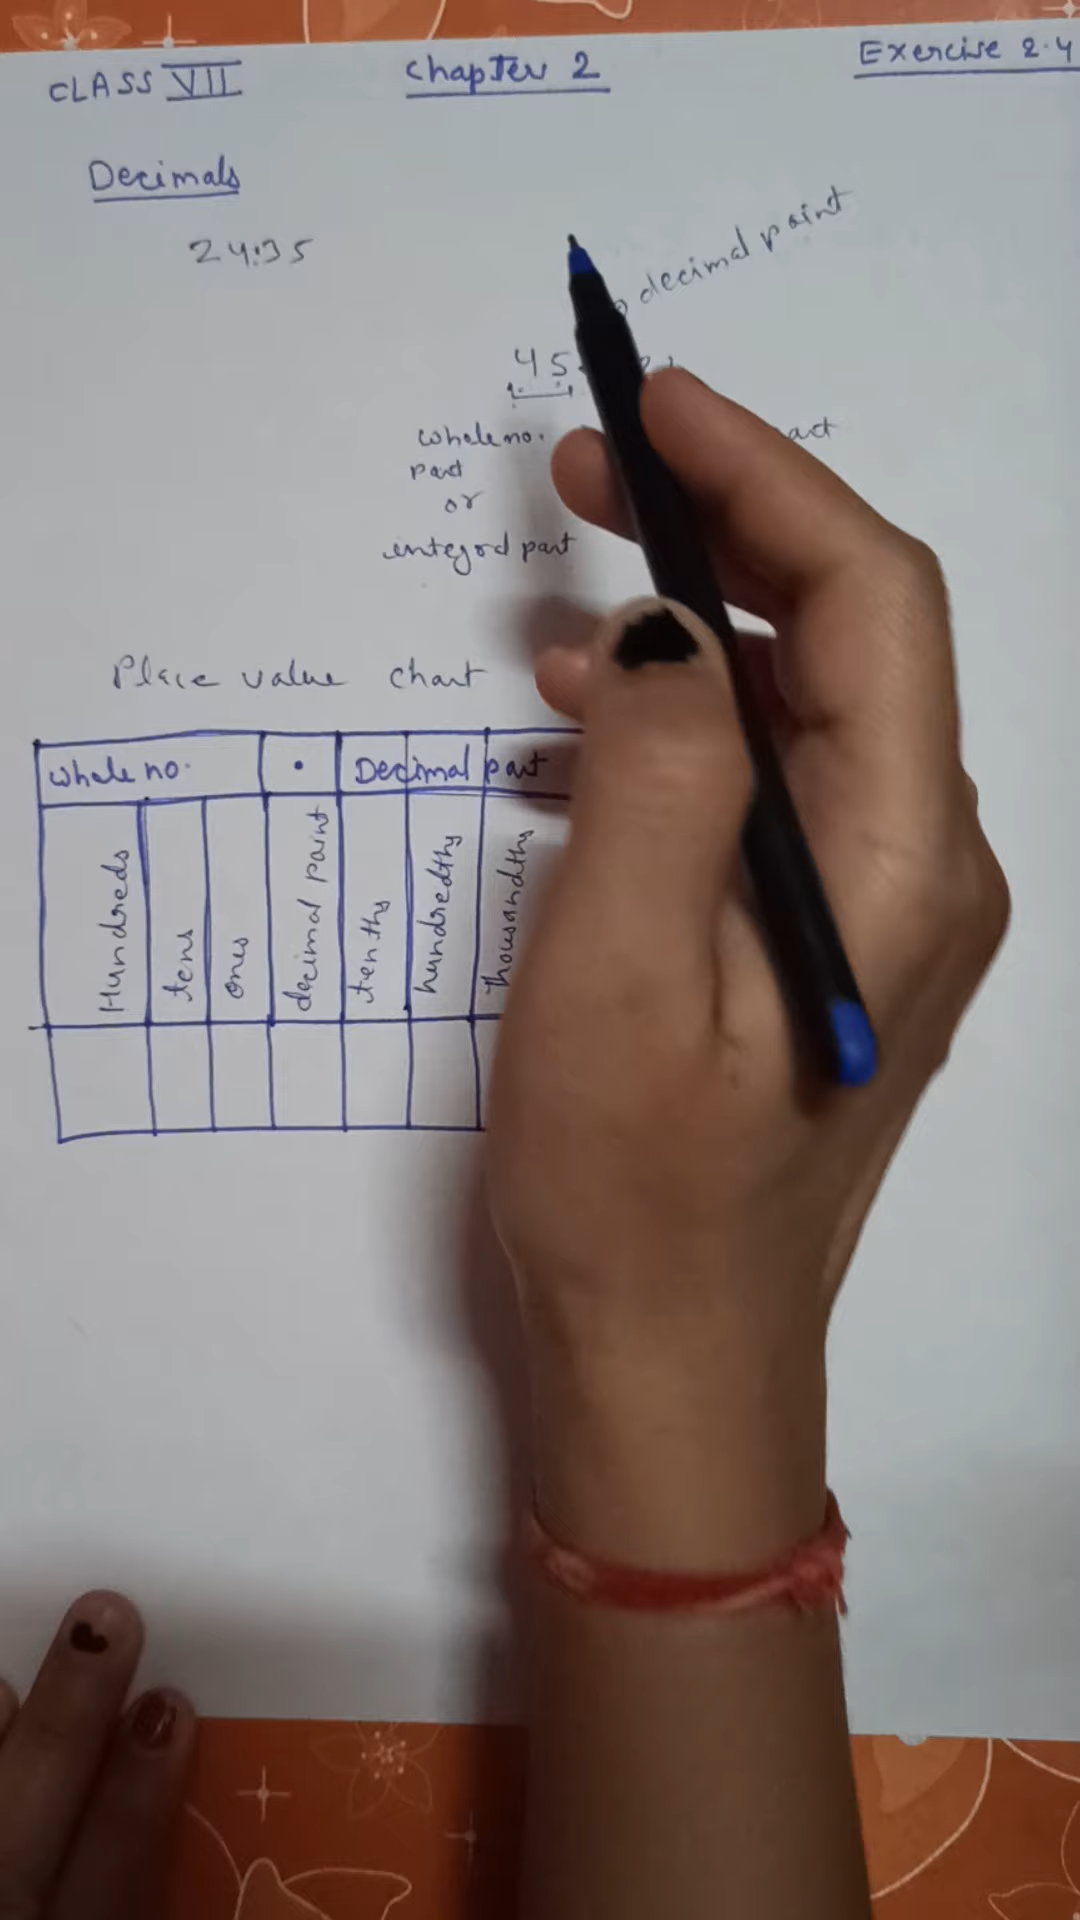 CLASS VII Chapter 2 Exercise 2.4
Decimals
24.35
decimal point
45
whole no.
part
or
integral part
Place value chart
whole no. • Decimal part
Hundreds tens ones decimal point tenths hundredths thousandths